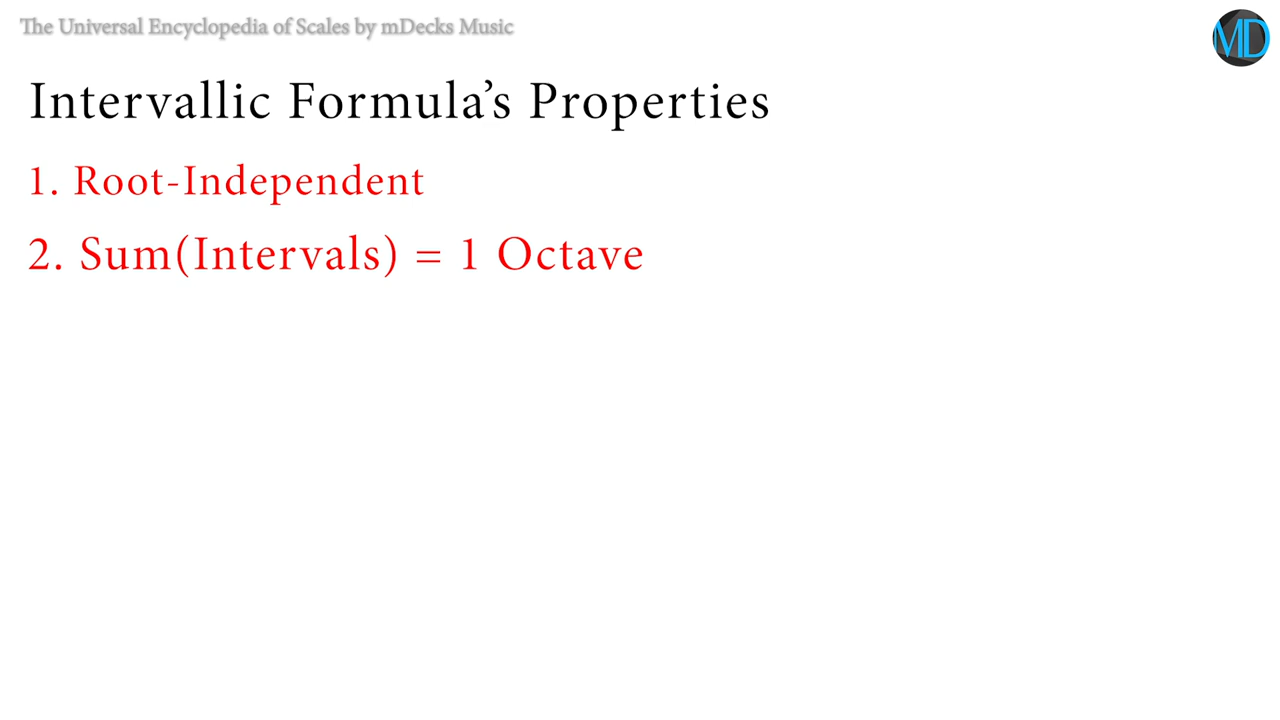 The Universal Encyclopedia of Scales by mDecks Music
MD
Intervallic Formula’s Properties
1. Root-Independent
2. Sum(Intervals) = 1 Octave